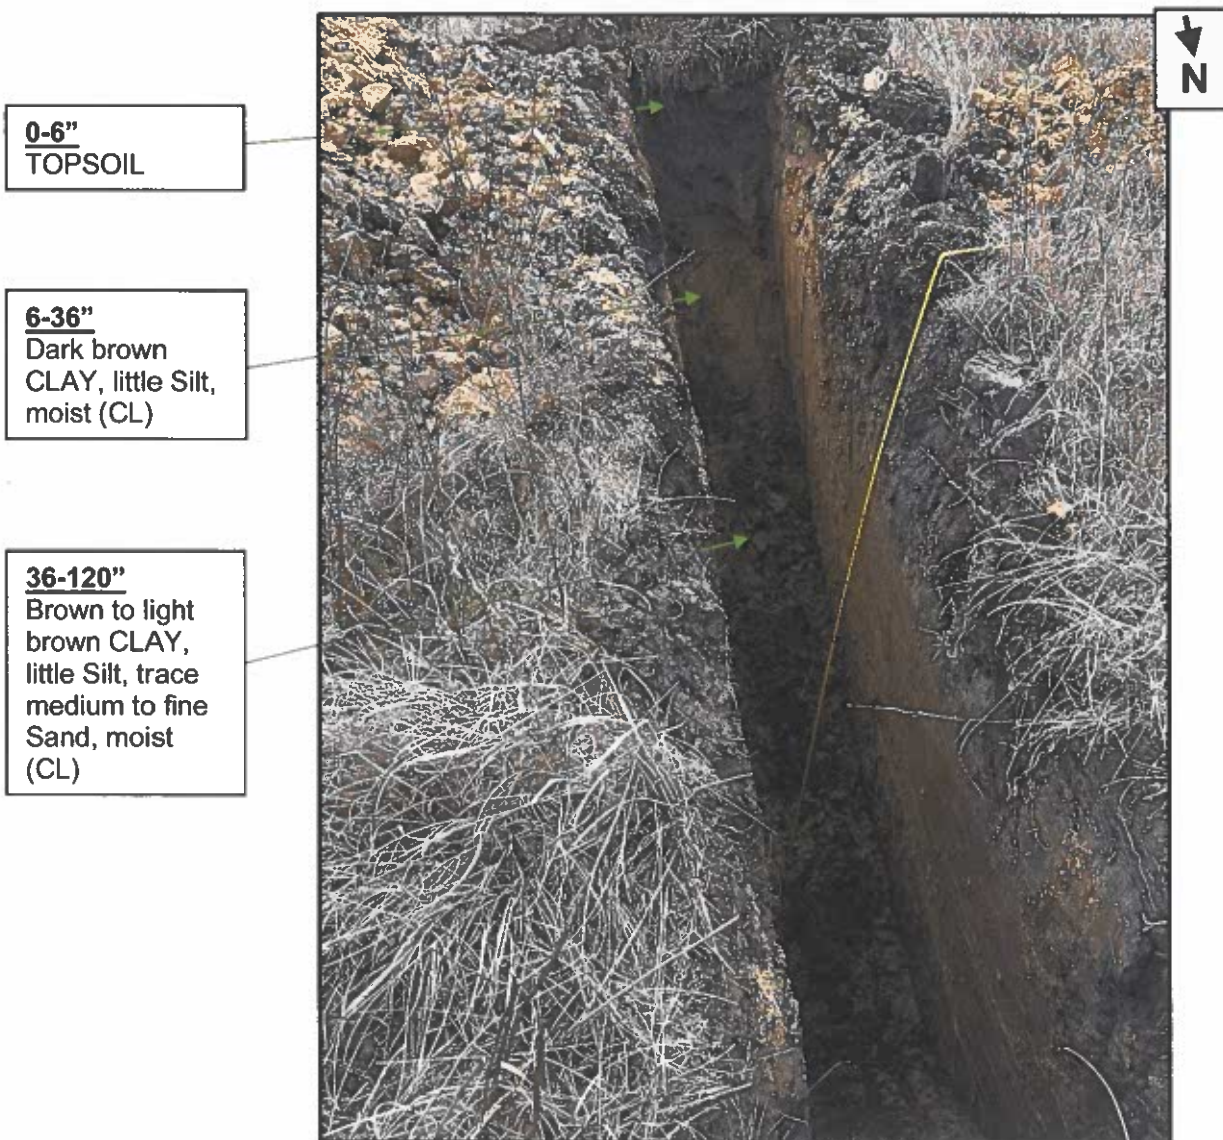 N
0-6”
TOPSOIL
6-36”
Dark brown
CLAY, little Silt,
moist (CL)
36-120”
Brown to light
brown CLAY,
little Silt, trace
medium to fine
Sand, moist
(CL)